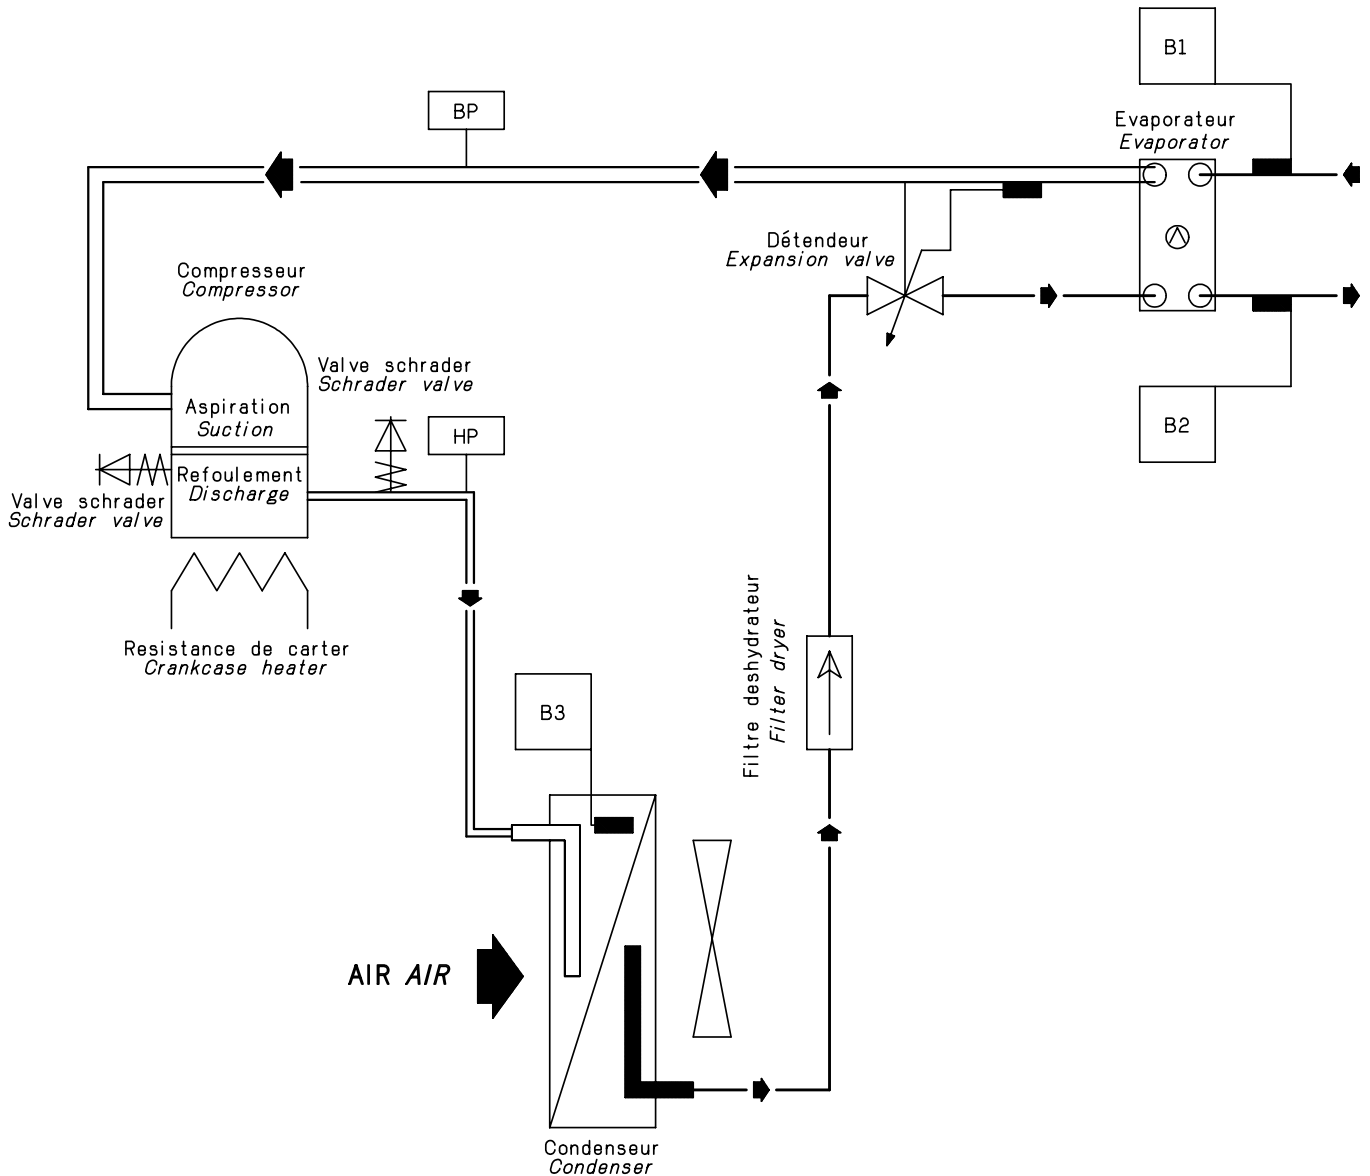 B1
BP
Evaporateur
Evaporator
Détendeur
Expansion valve
Compresseur
Compressor
Valve schrader
Schrader valve
Aspiration
Suction
HP
B2
Refoulement
Discharge
Valve schrader
Schrader valve
Resistance de carter
Crankcase heater
Filtre deshydrateur
Filter dryer
B3
AIR AIR
Condenseur
Condenser